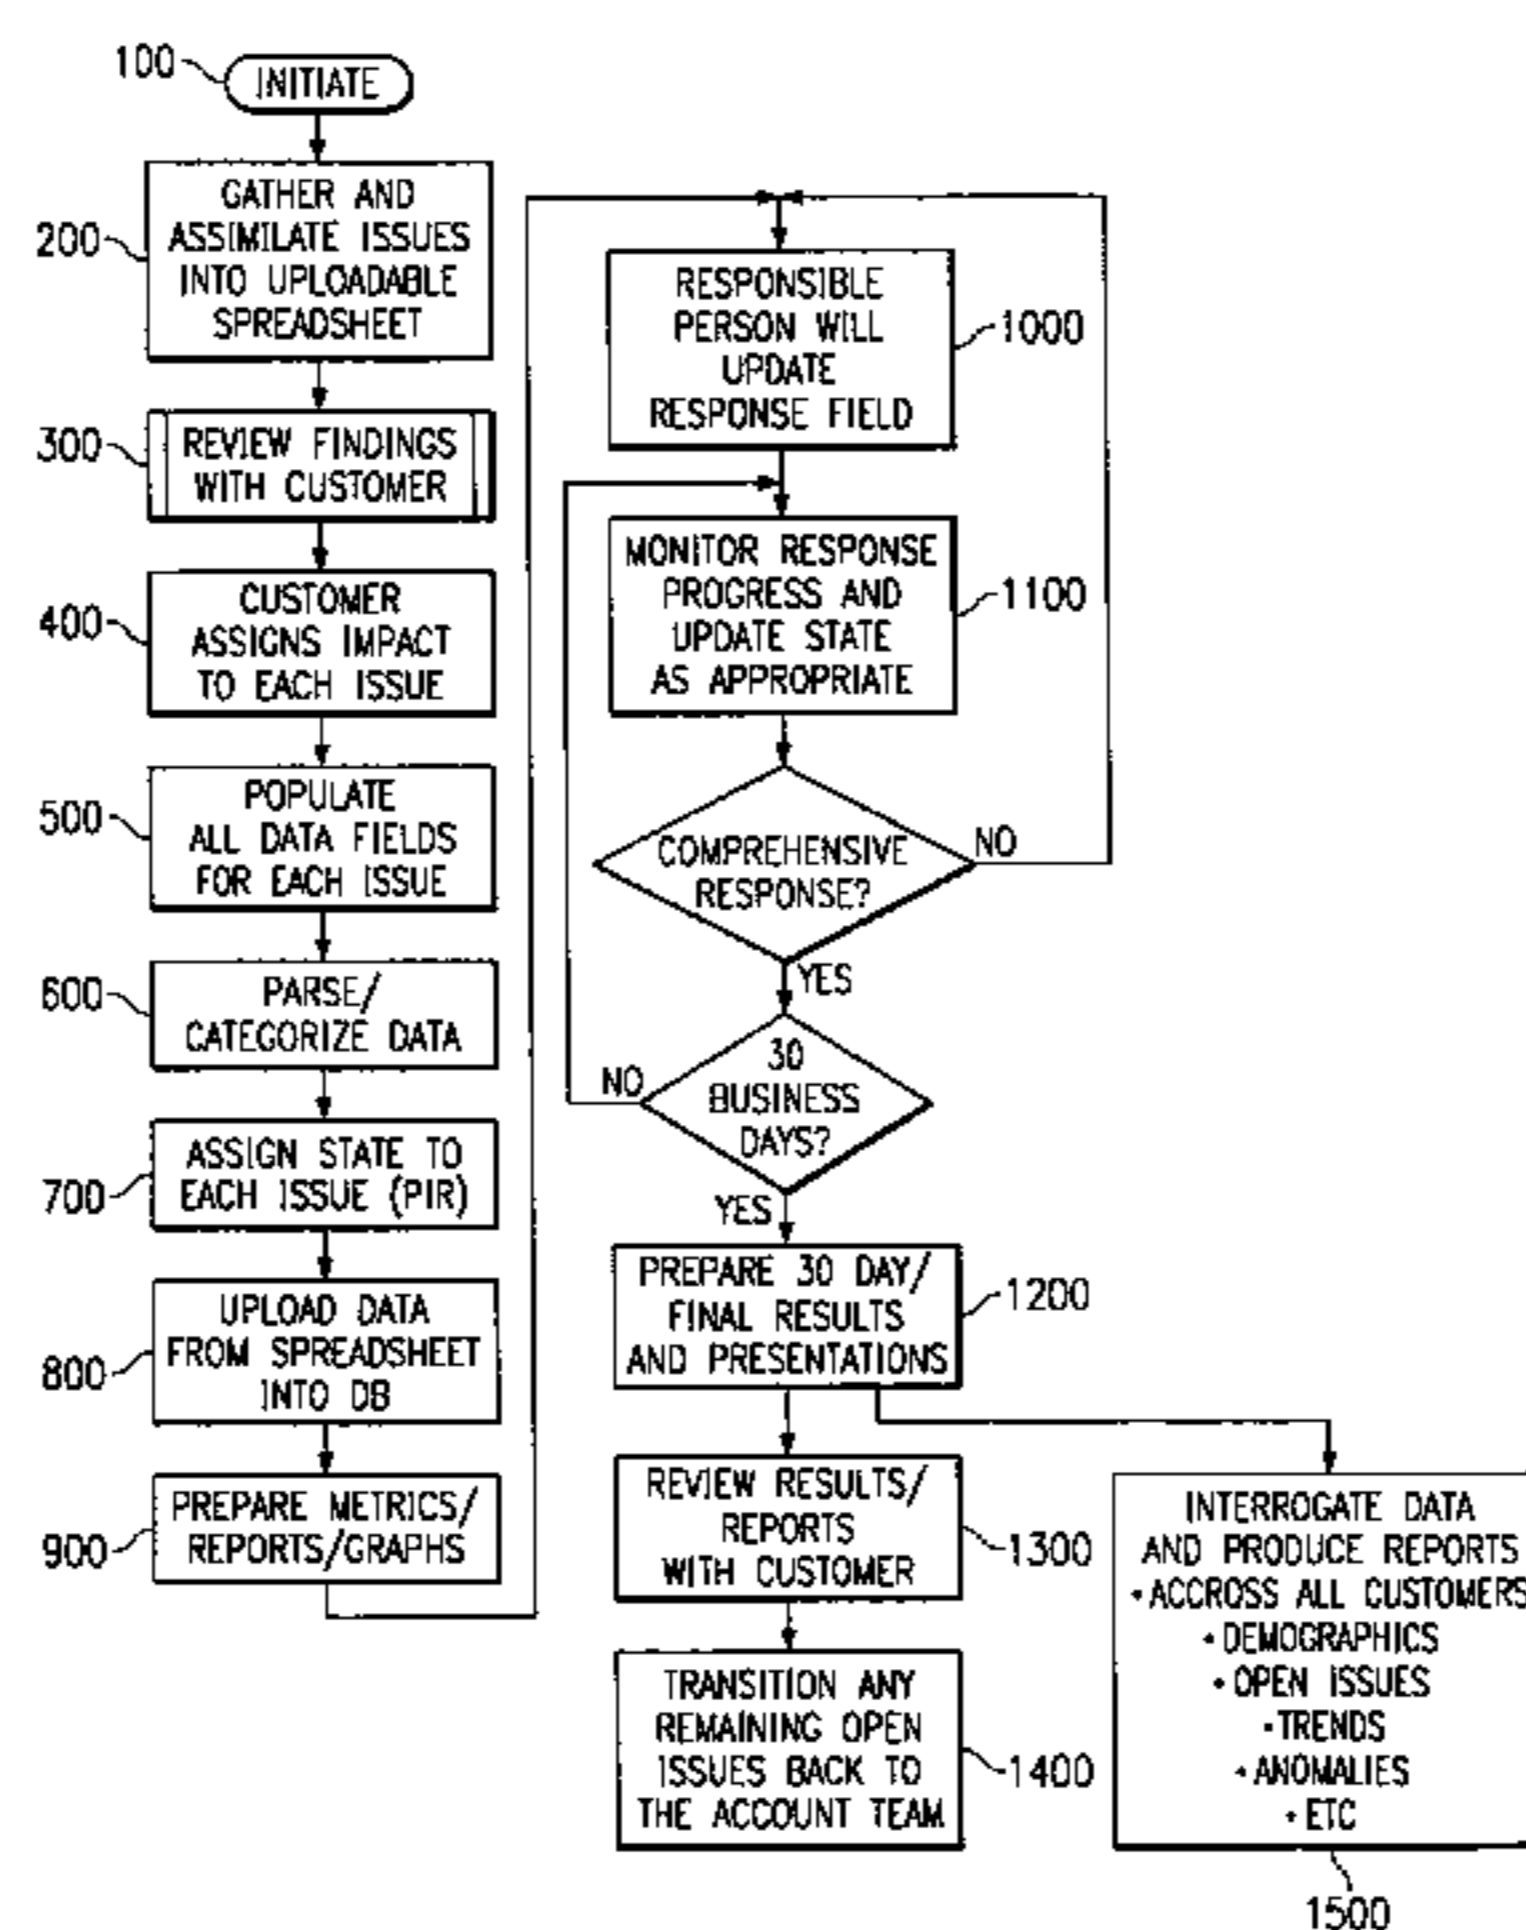 100
INITIATE
200
GATHER AND
ASSIMILATE ISSUES
INTO UPLOADABLE
SPREADSHEET
300
REVIEW FINDINGS
WITH CUSTOMER
400
CUSTOMER
ASSIGNS IMPACT
TO EACH ISSUE
500
POPULATE
ALL DATA FIELDS
FOR EACH ISSUE
600
PARSE/
CATEGORIZE DATA
700
ASSIGN STATE TO
EACH ISSUE (PIR)
800
UPLOAD DATA
FROM SPREADSHEET
INTO DB
900
PREPARE METRICS/
REPORTS/GRAPHS
RESPONSIBLE
PERSON WILL
UPDATE
RESPONSE FIELD
1000
MONITOR RESPONSE
PROGRESS AND
UPDATE STATE
AS APPROPRIATE
1100
COMPREHENSIVE
RESPONSE?
NO
YES
30
BUSINESS
DAYS?
NO
YES
PREPARE 30 DAY/
FINAL RESULTS
AND PRESENTATIONS
1200
REVIEW RESULTS/
REPORTS
WITH CUSTOMER
1300
TRANSITION ANY
REMAINING OPEN
ISSUES BACK TO
THE ACCOUNT TEAM
1400
INTERROGATE DATA
AND PRODUCE REPORTS
•ACCROSS ALL CUSTOMERS
•DEMOGRAPHICS
•OPEN ISSUES
•TRENDS
•ANOMALIES
•ETC
1500